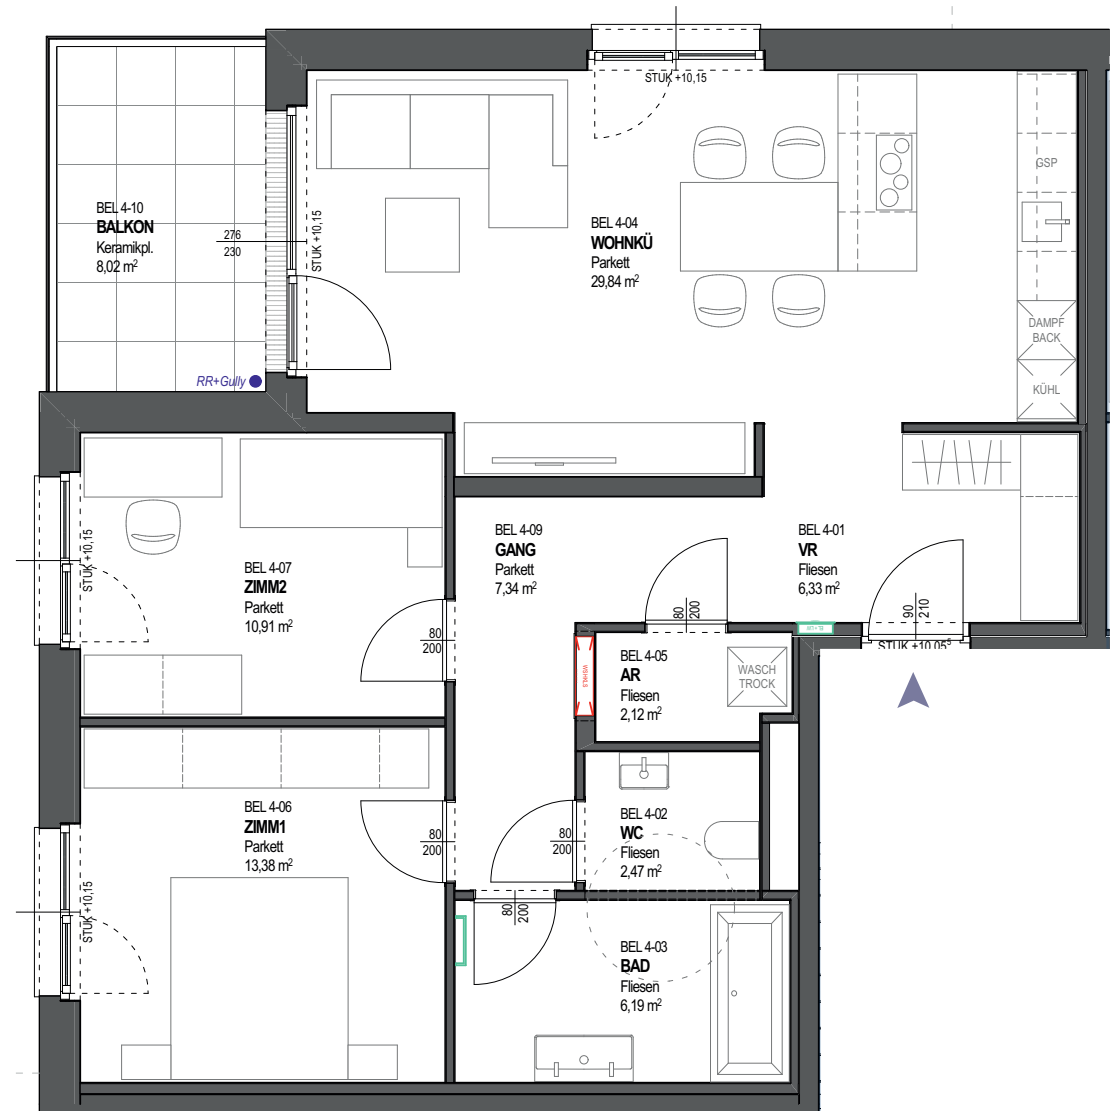 STUK +10,15
GSP
BEL 4-10
BALKON
Keramikpl.
8,02 m²
276
230
STUK +10,15
BEL 4-04
WOHNKÜ
Parkett
29,84 m²
DAMPF
BACK
KÜHL
RR+Gully
STUK +10,15
BEL 4-07
ZIMM2
Parkett
10,91 m²
80
200
BEL 4-09
GANG
Parkett
7,34 m²
BEL 4-01
VR
Fliesen
6,33 m²
80
200
90
210
STUK +10,05⁵
BEL 4-05
AR
Fliesen
2,12 m²
WASCH
TROCK
BEL 4-06
ZIMM1
Parkett
13,38 m²
80
200
80
200
BEL 4-02
WC
Fliesen
2,47 m²
STUK +10,15
80
200
BEL 4-03
BAD
Fliesen
6,19 m²